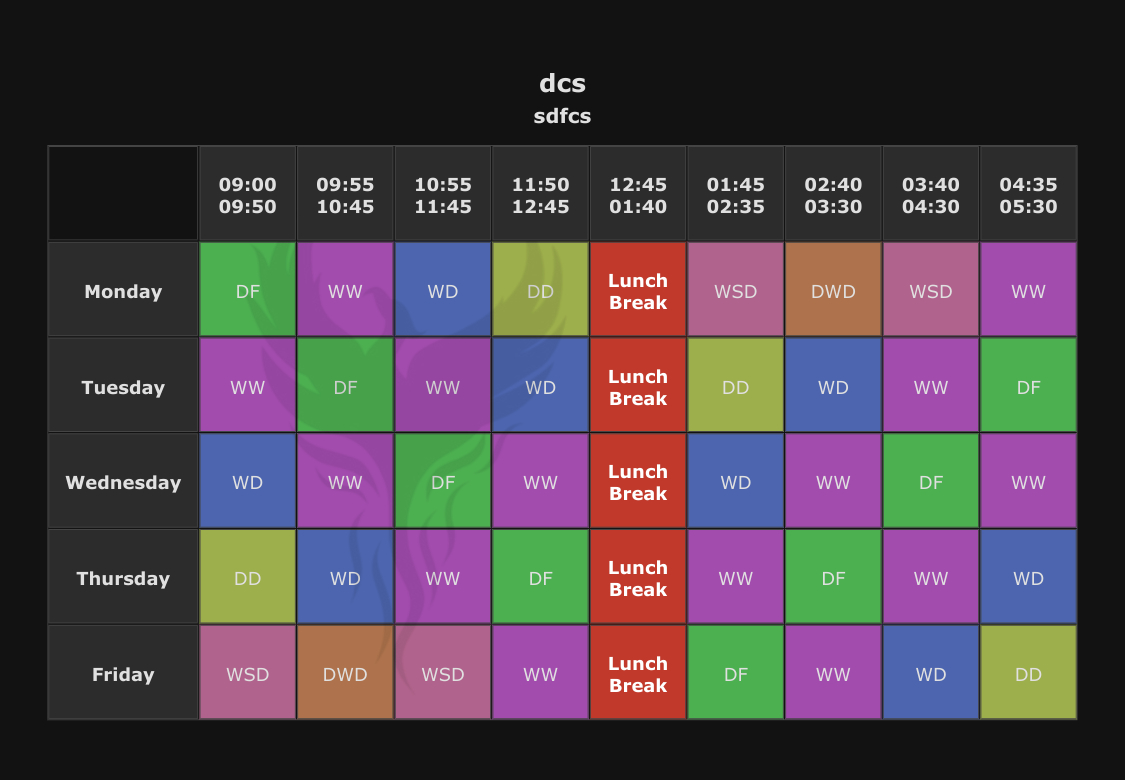 dcs
sdfcs
09:00 09:55 10:55 11:50 12:45 01:45 02:40 03:40 04:35
09:50 10:45 11:45 12:45 01:40 02:35 03:30 04:30 05:30
Monday DF WW WD DD Lunch Break WSD DWD WSD WW
Tuesday WW DF WW WD Lunch Break DD WD WW DF
Wednesday WD WW DF WW Lunch Break WD WW DF WW
Thursday DD WD WW DF Lunch Break WW DF WW WD
Friday WSD DWD WSD WW Lunch Break DF WW WD DD